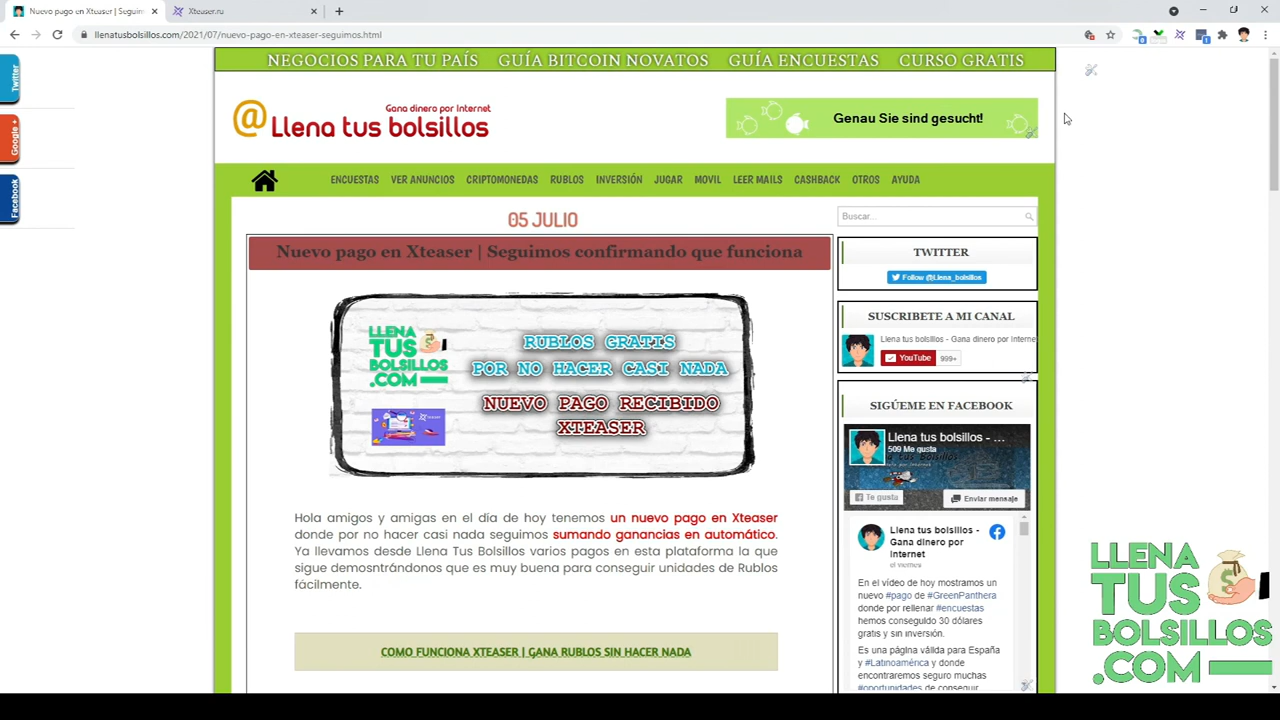 Nuevo pago en Xteaser | Seguim
Xteaser.ru
llenatusbolsillos.com/2021/07/nuevo-pago-en-xteaser-seguimos.html
Twitter
Google +
Facebook
NEGOCIOS PARA TU PAÍS GUÍA BITCOIN NOVATOS GUÍA ENCUESTAS CURSO GRATIS
Gana dinero por Internet
@Llena tus bolsillos
Genau Sie sind gesucht!
ENCUESTAS VER ANUNCIOS CRIPTOMONEDAS RUBLOS INVERSIÓN JUGAR MOVIL LEER MAILS CASHBACK OTROS AYUDA
05 JULIO
Nuevo pago en Xteaser | Seguimos confirmando que funciona
LLENA
TUS
BOLSILLOS
.COM
RUBLOS GRATIS
POR NO HACER CASI NADA
NUEVO PAGO RECIBIDO
XTEASER
Hola amigos y amigas en el día de hoy tenemos un nuevo pago en Xteaser
donde por no hacer casi nada seguimos sumando ganancias en automático.
Ya llevamos desde Llena Tus Bolsillos varios pagos en esta plataforma la que
sigue demosntrándonos que es muy buena para conseguir unidades de Rublos
fácilmente.
COMO FUNCIONA XTEASER | GANA RUBLOS SIN HACER NADA
Buscar...
TWITTER
Follow @Llena_bolsillos
SUSCRIBETE A MI CANAL
Llena tus bolsillos - Gana dinero por Interne
YouTube 999+
SIGÚEME EN FACEBOOK
Llena tus bolsillos - ...
509 Me gusta
Te gusta
Enviar mensaje
Llena tus bolsillos -
Gana dinero por
Internet
el viernes
En el vídeo de hoy mostramos un
nuevo #pago de #GreenPanthera
donde por rellenar #encuestas
hemos conseguido 30 dólares
gratis y sin inversión.
Es una página válida para España
y #Latinoamérica y donde
encontraremos seguro muchas
#oportunidades de conseguir
LLENA
TUS
BOLSILLOS
.COM